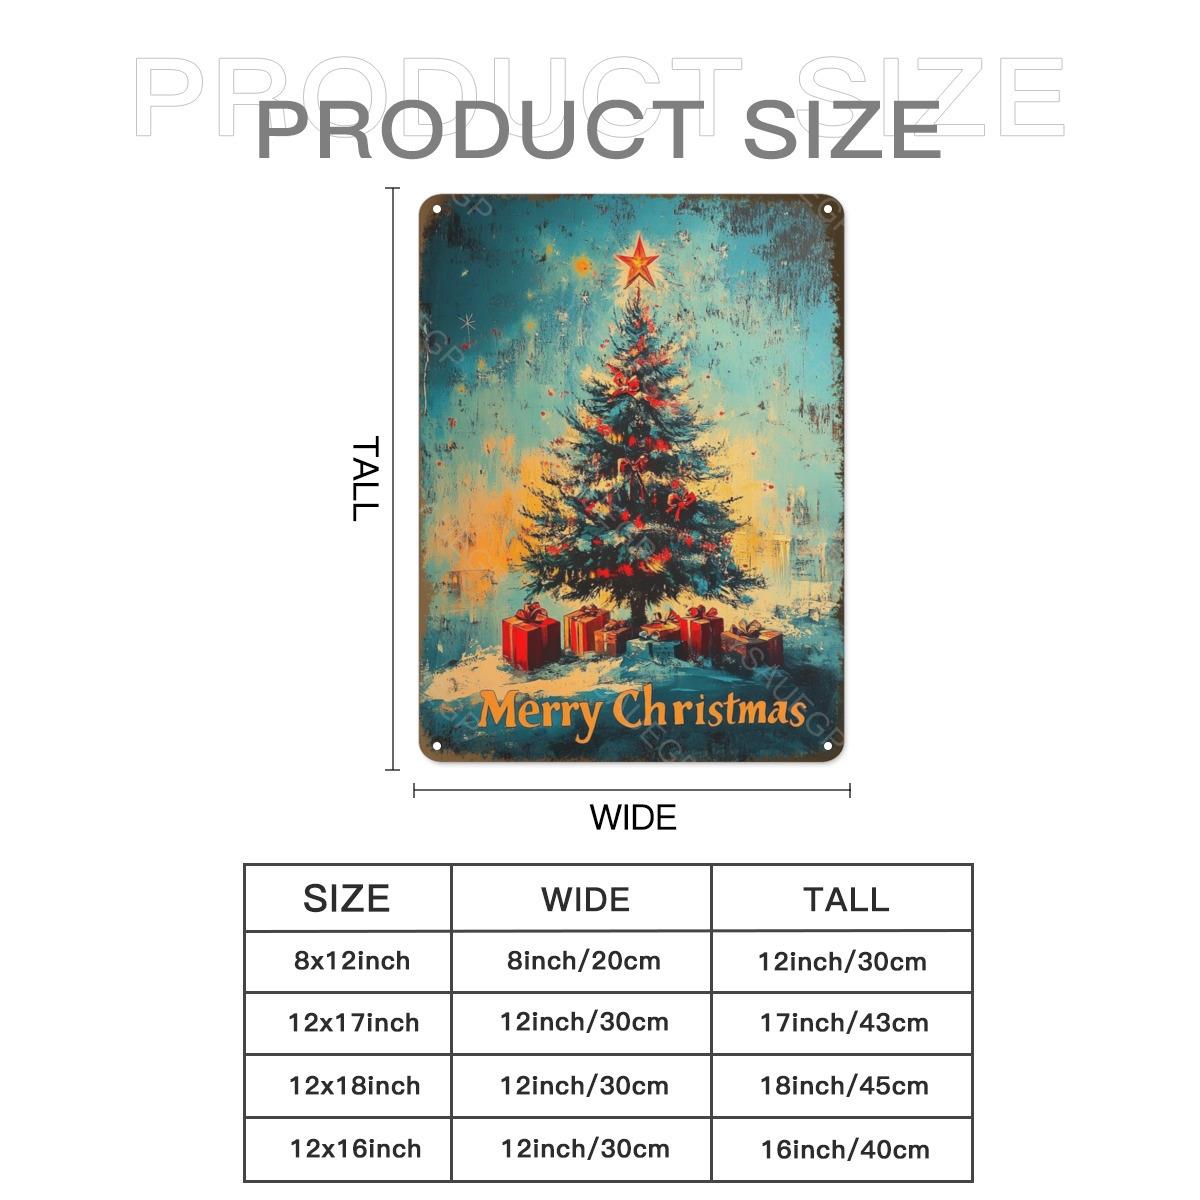 PRODUCT SIZE
PRODUCT SIZE
TALL
Merry Christmas
WIDE
SIZE WIDE TALL
8x12inch 8inch/20cm 12inch/30cm
12x17inch 12inch/30cm 17inch/43cm
12x18inch 12inch/30cm 18inch/45cm
12x16inch 12inch/30cm 16inch/40cm